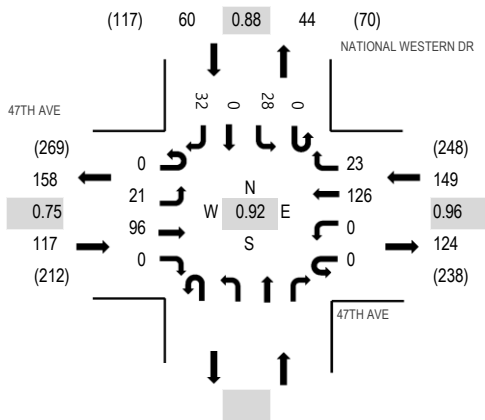 (117) 60 0.88 44 (70)
NATIONAL WESTERN DR
32 0 28 0
47TH AVE
(269) (248)
0 23
158 149
21 N 126
0.75 W 0.92 E 0.96
96 S 0
117 124
0 0
(212) (238)
47TH AVE